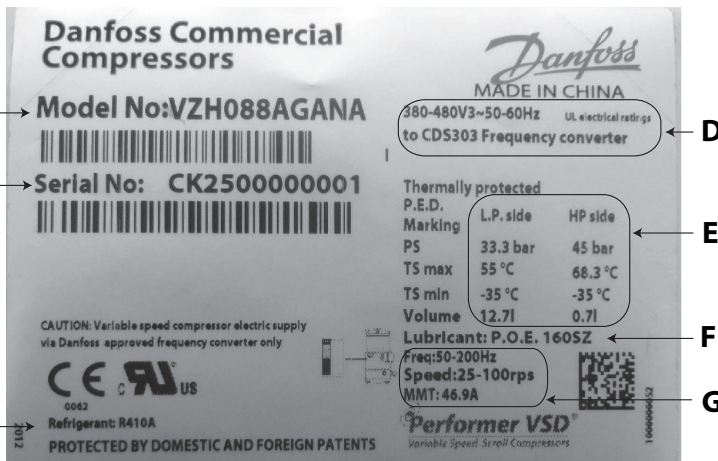 Danfoss Commercial
Compressors
Danfoss
MADE IN CHINA
Model No:VZH088AGANA
380-480V3~50-60Hz UL electrical ratings
to CDS303 Frequency converter
D
Serial No: CK2500000001
Thermally protected
P.E.D.
Marking L.P. side HP side
PS 33.3 bar 45 bar
TS max 55 °C 68.3 °C
TS min -35 °C -35 °C
Volume 12.7l 0.7l
E
Lubricant: P.O.E. 160SZ
F
CAUTION: Variable speed compressor electric supply
via Danfoss approved frequency converter only
CE
0062
c RU US
Freq:50-200Hz
Speed:25-100rps
MMT: 46.9A
G
Refrigerant: R410A
2012
PROTECTED BY DOMESTIC AND FOREIGN PATENTS
Performer VSD®
Variable Speed Scroll Compressors